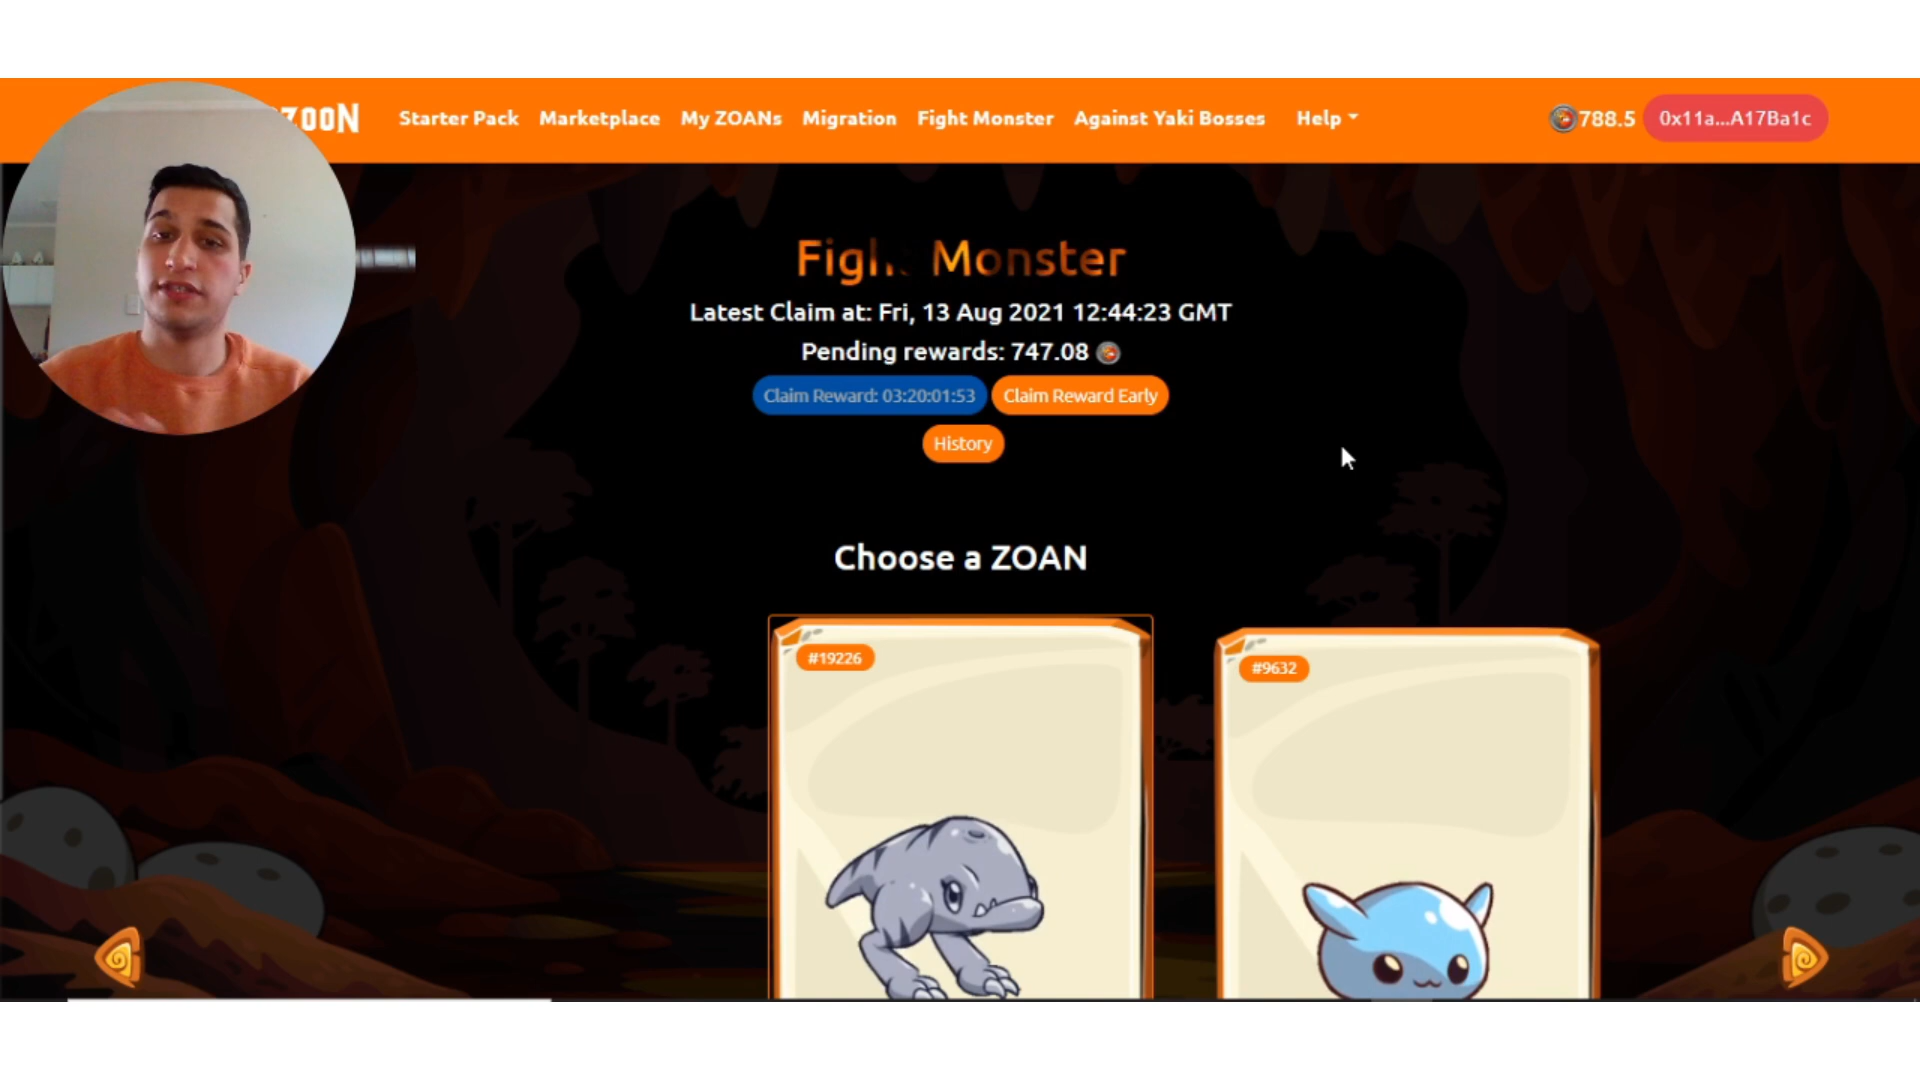 ZOON Starter Pack Marketplace My ZOANs Migration Fight Monster Against Yaki Bosses Help 788.5 0x11a...A17Ba1c
Fight Monster
Latest Claim at: Fri, 13 Aug 2021 12:44:23 GMT
Pending rewards: 747.08
Claim Reward: 03:20:01:53 Claim Reward Early
History
Choose a ZOAN
#19226
#9632